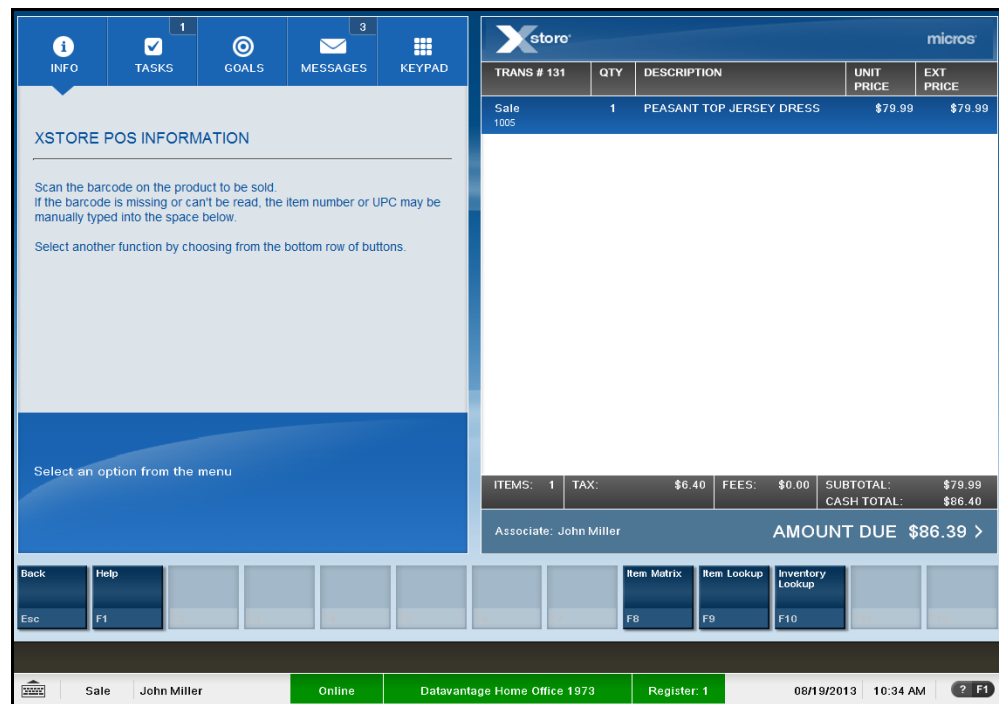 1
3
INFO
TASKS
GOALS
MESSAGES
KEYPAD
XSTORE POS INFORMATION
Scan the barcode on the product to be sold.
If the barcode is missing or can't be read, the item number or UPC may be
manually typed into the space below.
Select another function by choosing from the bottom row of buttons.
Select an option from the menu
Xstore
micros
TRANS # 131 QTY DESCRIPTION UNIT PRICE EXT PRICE
Sale 1 PEASANT TOP JERSEY DRESS $79.99 $79.99
1005
ITEMS: 1 TAX: $6.40 FEES: $0.00 SUBTOTAL: $79.99
CASH TOTAL: $86.40
Associate: John Miller AMOUNT DUE $86.39 >
Back Help Item Matrix Item Lookup Inventory Lookup
Esc F1 F8 F9 F10
Sale John Miller Online Datavantage Home Office 1973 Register: 1 08/19/2013 10:34 AM ? F1